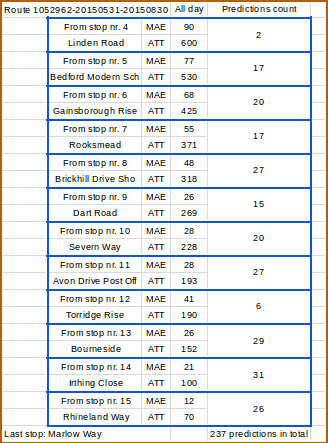 Route 1052962-20150531-20150830 All day Predictions count
From stop nr. 4 MAE 90
2
Linden Road ATT 600
From stop nr. 5 MAE 77
17
Bedford Modern Sch ATT 530
From stop nr. 6 MAE 68
20
Gainsborough Rise ATT 425
From stop nr. 7 MAE 55
17
Rooksmead ATT 371
From stop nr. 8 MAE 48
27
Brickhill Drive Sho ATT 318
From stop nr. 9 MAE 26
15
Dart Road ATT 269
From stop nr. 10 MAE 28
20
Severn Way ATT 228
From stop nr. 11 MAE 28
27
Avon Drive Post Off ATT 193
From stop nr. 12 MAE 41
6
Torridge Rise ATT 190
From stop nr. 13 MAE 26
29
Bourneside ATT 152
From stop nr. 14 MAE 21
31
Irthing Close ATT 100
From stop nr. 15 MAE 12
26
Rhineland Way ATT 70
Last stop: Marlow Way 237 predictions in total